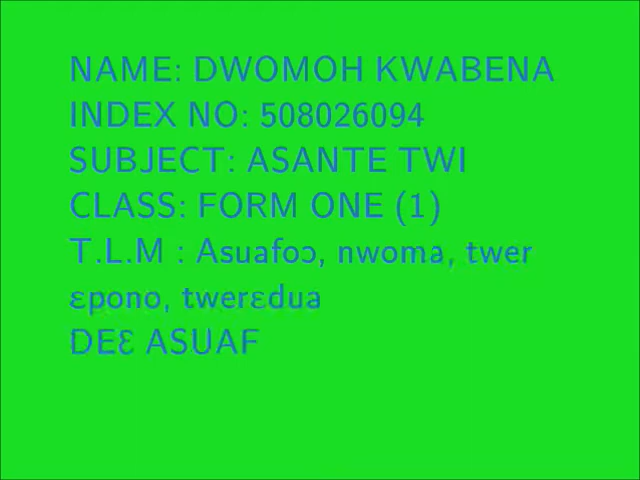 NAME: DWOMOH KWABENA
INDEX NO: 508026094
SUBJECT: ASANTE TWI
CLASS: FORM ONE (1)
T.L.M : Asuafoɔ, nwoma, twer
ɛpono, twerɛdua
DEƐ ASUAF